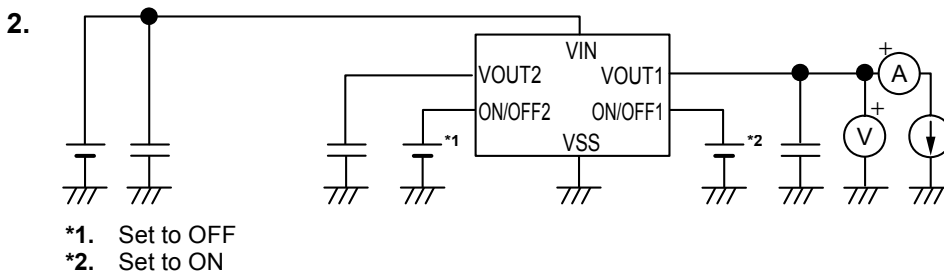 2.
VIN
VOUT2 VOUT1
ON/OFF2 ON/OFF1
VSS
*1 *2
+ A
+ V
*1. Set to OFF
*2. Set to ON